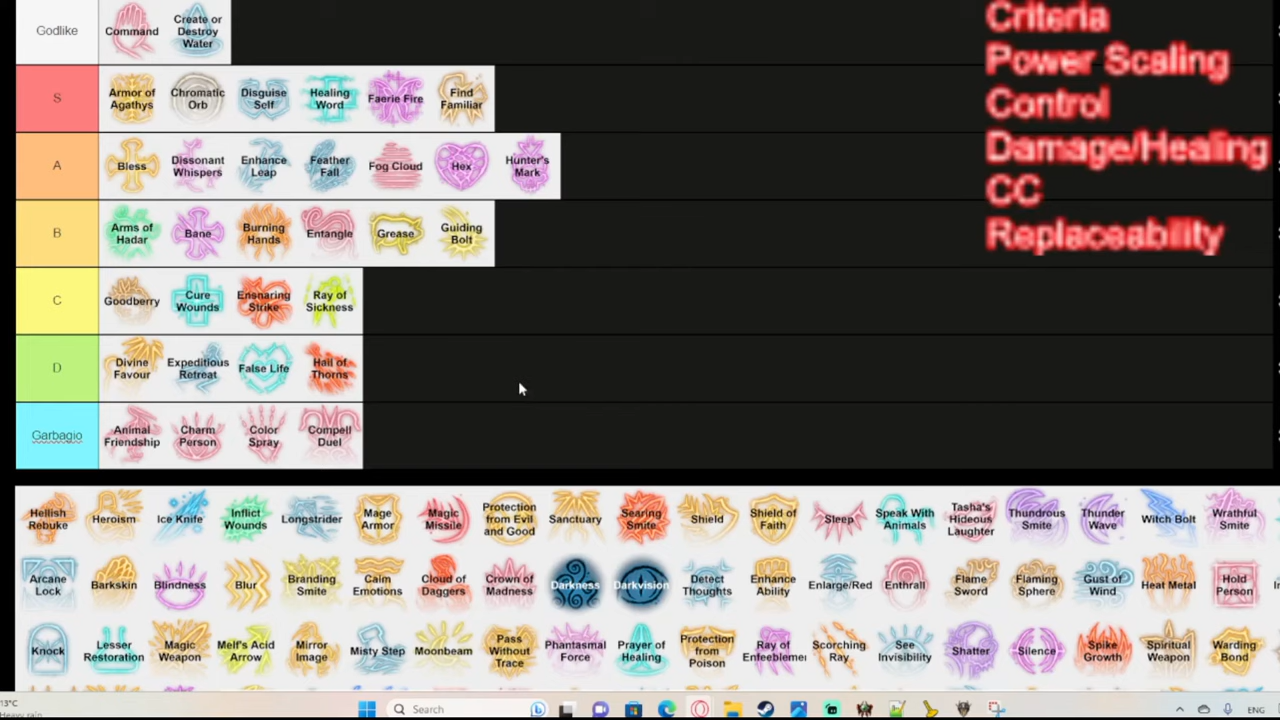 Godlike
Command
Create or
Destroy
Water
Criteria
Power Scaling
Control
Damage/Healing
CC
Replaceability
S
Armor of
Agathys
Chromatic
Orb
Disguise
Self
Healing
Word
Faerie Fire
Find
Familiar
A
Bless
Dissonant
Whispers
Enhance
Leap
Feather
Fall
Fog Cloud
Hex
Hunter's
Mark
B
Arms of
Hadar
Bane
Burning
Hands
Entangle
Grease
Guiding
Bolt
C
Goodberry
Cure
Wounds
Ensnaring
Strike
Ray of
Sickness
D
Divine
Favour
Expeditious
Retreat
False Life
Hail of
Thorns
Garbagio
Animal
Friendship
Charm
Person
Color
Spray
Compell
Duel
Hellish
Rebuke
Heroism
Ice Knife
Inflict
Wounds
Longstrider
Mage
Armor
Magic
Missile
Protection
from Evil
and Good
Sanctuary
Searing
Smite
Shield
Shield of
Faith
Sleep
Speak With
Animals
Tasha's
Hideous
Laughter
Thundrous
Smite
Thunder
Wave
Witch Bolt
Wrathful
Smite
Arcane
Lock
Barkskin
Blindness
Blur
Branding
Smite
Calm
Emotions
Cloud of
Daggers
Crown of
Madness
Darkness
Darkvision
Detect
Thoughts
Enhance
Ability
Enlarge/Red
Enthrall
Flame
Sword
Flaming
Sphere
Gust of
Wind
Heat Metal
Hold
Person
Knock
Lesser
Restoration
Magic
Weapon
Melf's Acid
Arrow
Mirror
Image
Misty Step
Moonbeam
Pass
Without
Trace
Phantasmal
Force
Prayer of
Healing
Protection
from
Poison
Ray of
Enfeeblemer
Scorching
Ray
See
Invisibility
Shatter
Silence
Spike
Growth
Spiritual
Weapon
Warding
Bond
13°C
Heavy rain
Search
ENG